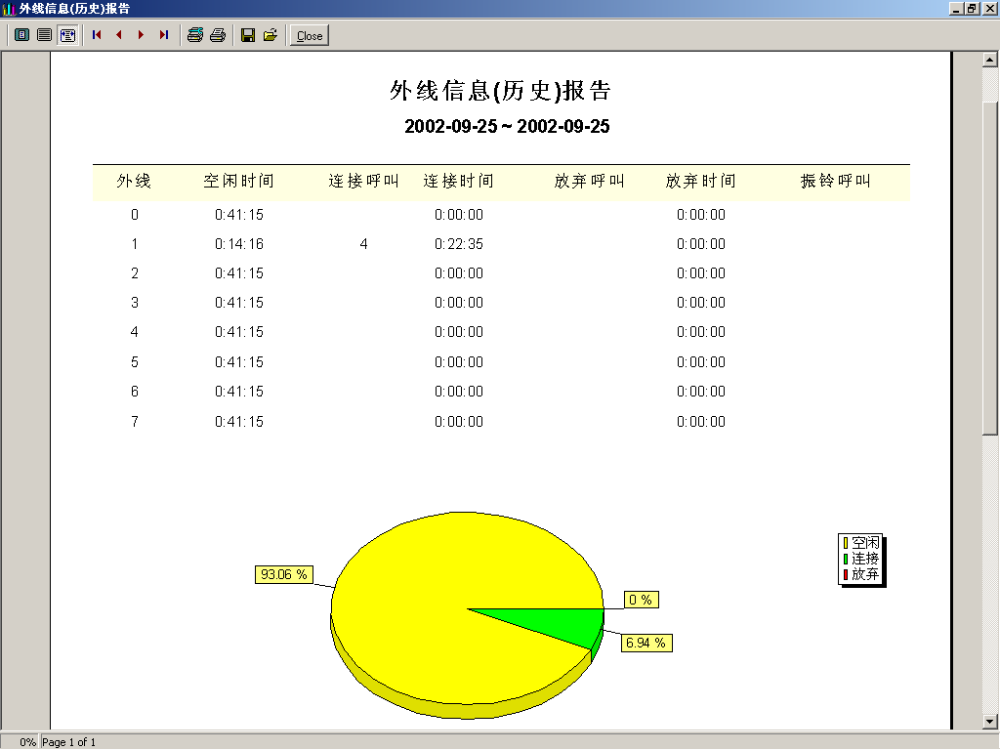 外线信息(历史)报告
Close
外线信息(历史)报告
2002-09-25 ~ 2002-09-25
外线 空闲时间 连接呼叫 连接时间 放弃呼叫 放弃时间 振铃呼叫
0 0:41:15 0:00:00 0:00:00
1 0:14:16 4 0:22:35 0:00:00
2 0:41:15 0:00:00 0:00:00
3 0:41:15 0:00:00 0:00:00
4 0:41:15 0:00:00 0:00:00
5 0:41:15 0:00:00 0:00:00
6 0:41:15 0:00:00 0:00:00
7 0:41:15 0:00:00 0:00:00
空闲
连接
放弃
93.06 %
0 %
6.94 %
0% Page 1 of 1